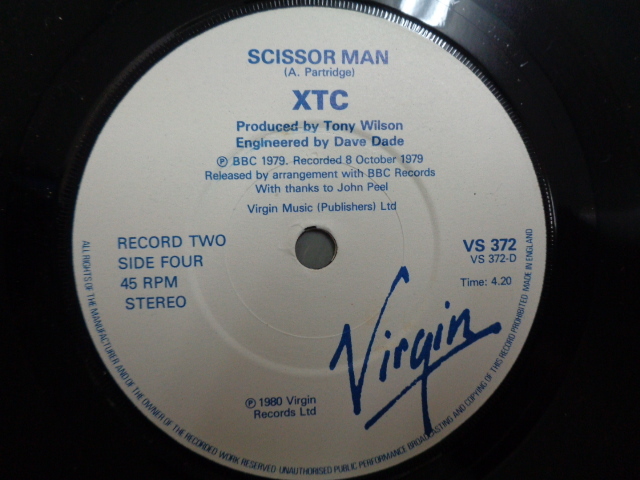 SCISSOR MAN
(A. Partridge)
XTC
Produced by Tony Wilson
Engineered by Dave Dade
℗ BBC 1979. Recorded 8 October 1979
Released by arrangement with BBC Records
With thanks to John Peel
Virgin Music (Publishers) Ltd
RECORD TWO
SIDE FOUR
45 RPM
STEREO
VS 372
VS 372-D
Time: 4.20
Virgin
℗ 1980 Virgin
Records Ltd
ALL RIGHTS OF THE MANUFACTURER AND OF THE OWNER OF THE RECORDED WORK RESERVED · UNAUTHORISED PUBLIC PERFORMANCE BROADCASTING AND COPYING OF THIS RECORD PROHIBITED MADE IN ENGLAND